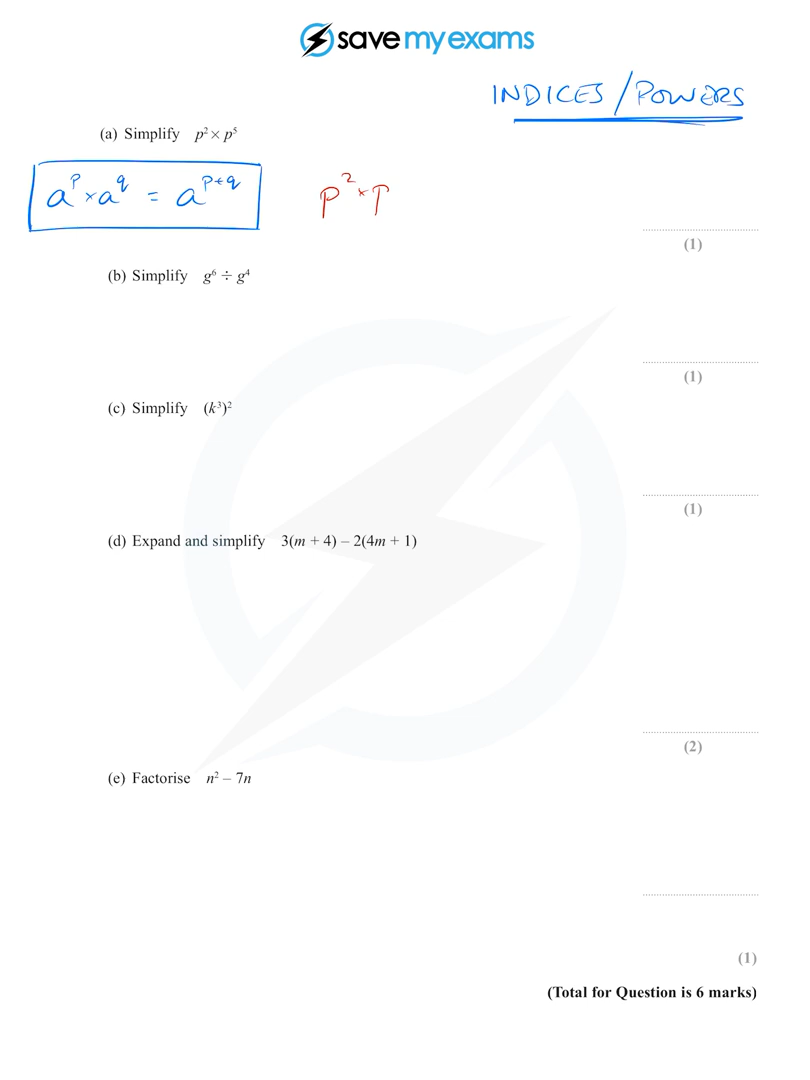 save my exams
INDICES / POWERS
(a) Simplify p² × p⁵
aᵖ × a^q = a^(p+q)
p² × p
(1)
(b) Simplify g⁶ ÷ g⁴
(1)
(c) Simplify (k³)²
(1)
(d) Expand and simplify 3(m + 4) – 2(4m + 1)
(2)
(e) Factorise n² – 7n
(1)
(Total for Question is 6 marks)